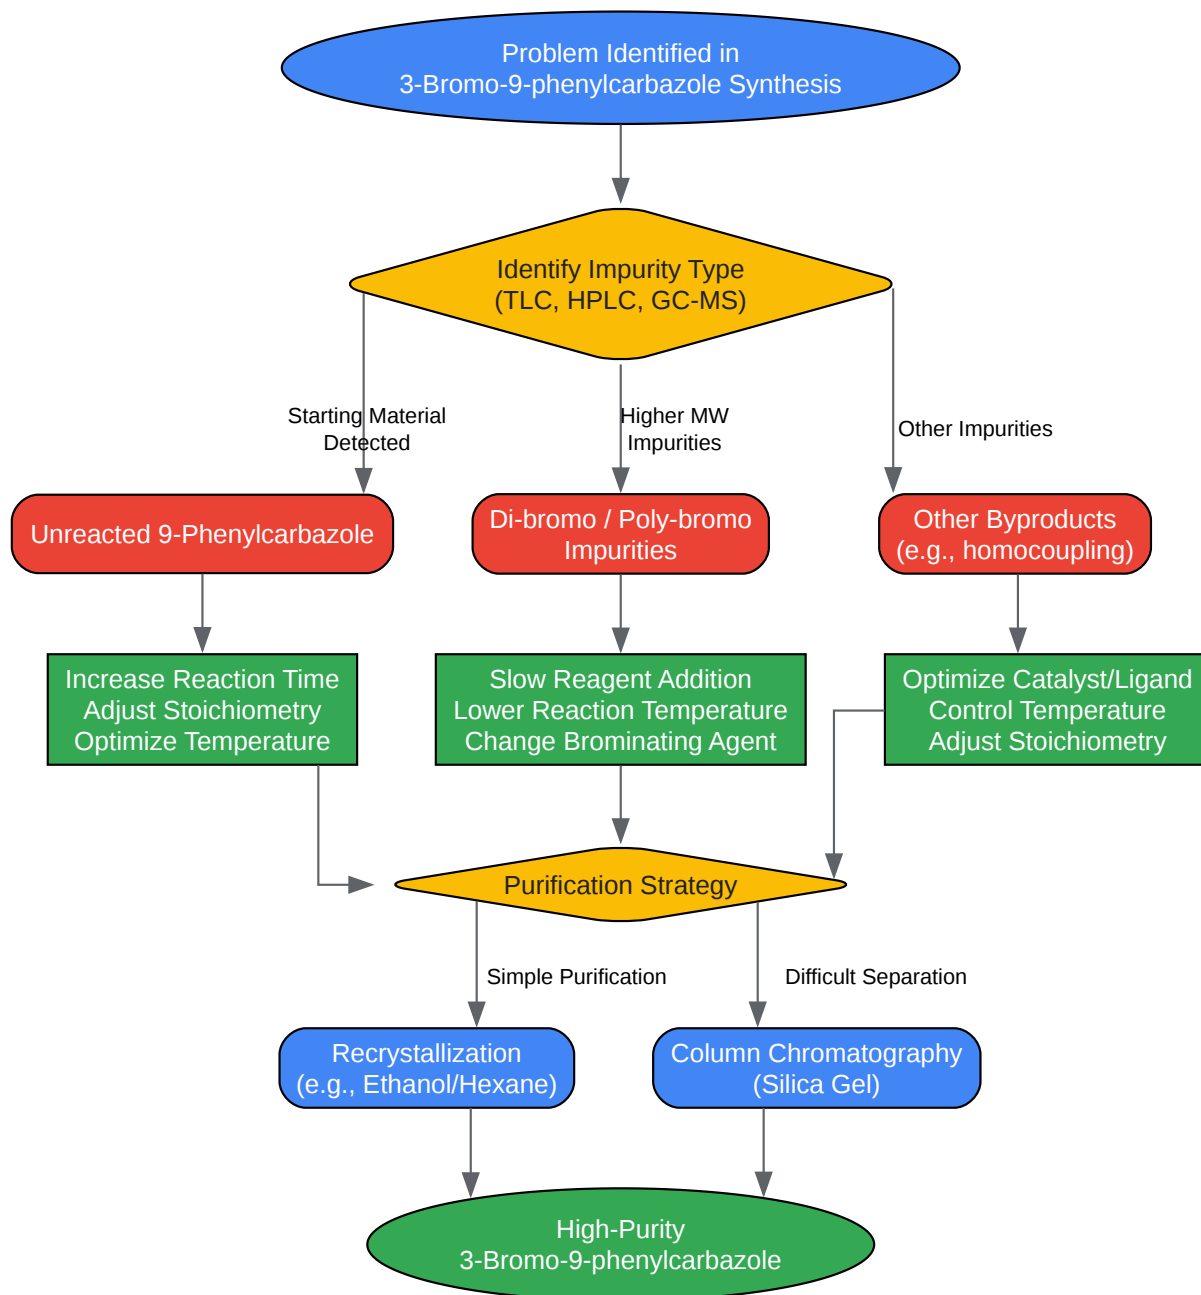 Problem Identified in
3-Bromo-9-phenylcarbazole Synthesis
Identify Impurity Type
(TLC, HPLC, GC-MS)
Starting Material
Detected
Higher MW
Impurities
Other Impurities
Unreacted 9-Phenylcarbazole
Di-bromo / Poly-bromo
Impurities
Other Byproducts
(e.g., homocoupling)
Increase Reaction Time
Adjust Stoichiometry
Optimize Temperature
Slow Reagent Addition
Lower Reaction Temperature
Change Brominating Agent
Optimize Catalyst/Ligand
Control Temperature
Adjust Stoichiometry
Purification Strategy
Simple Purification
Difficult Separation
Recrystallization
(e.g., Ethanol/Hexane)
Column Chromatography
(Silica Gel)
High-Purity
3-Bromo-9-phenylcarbazole